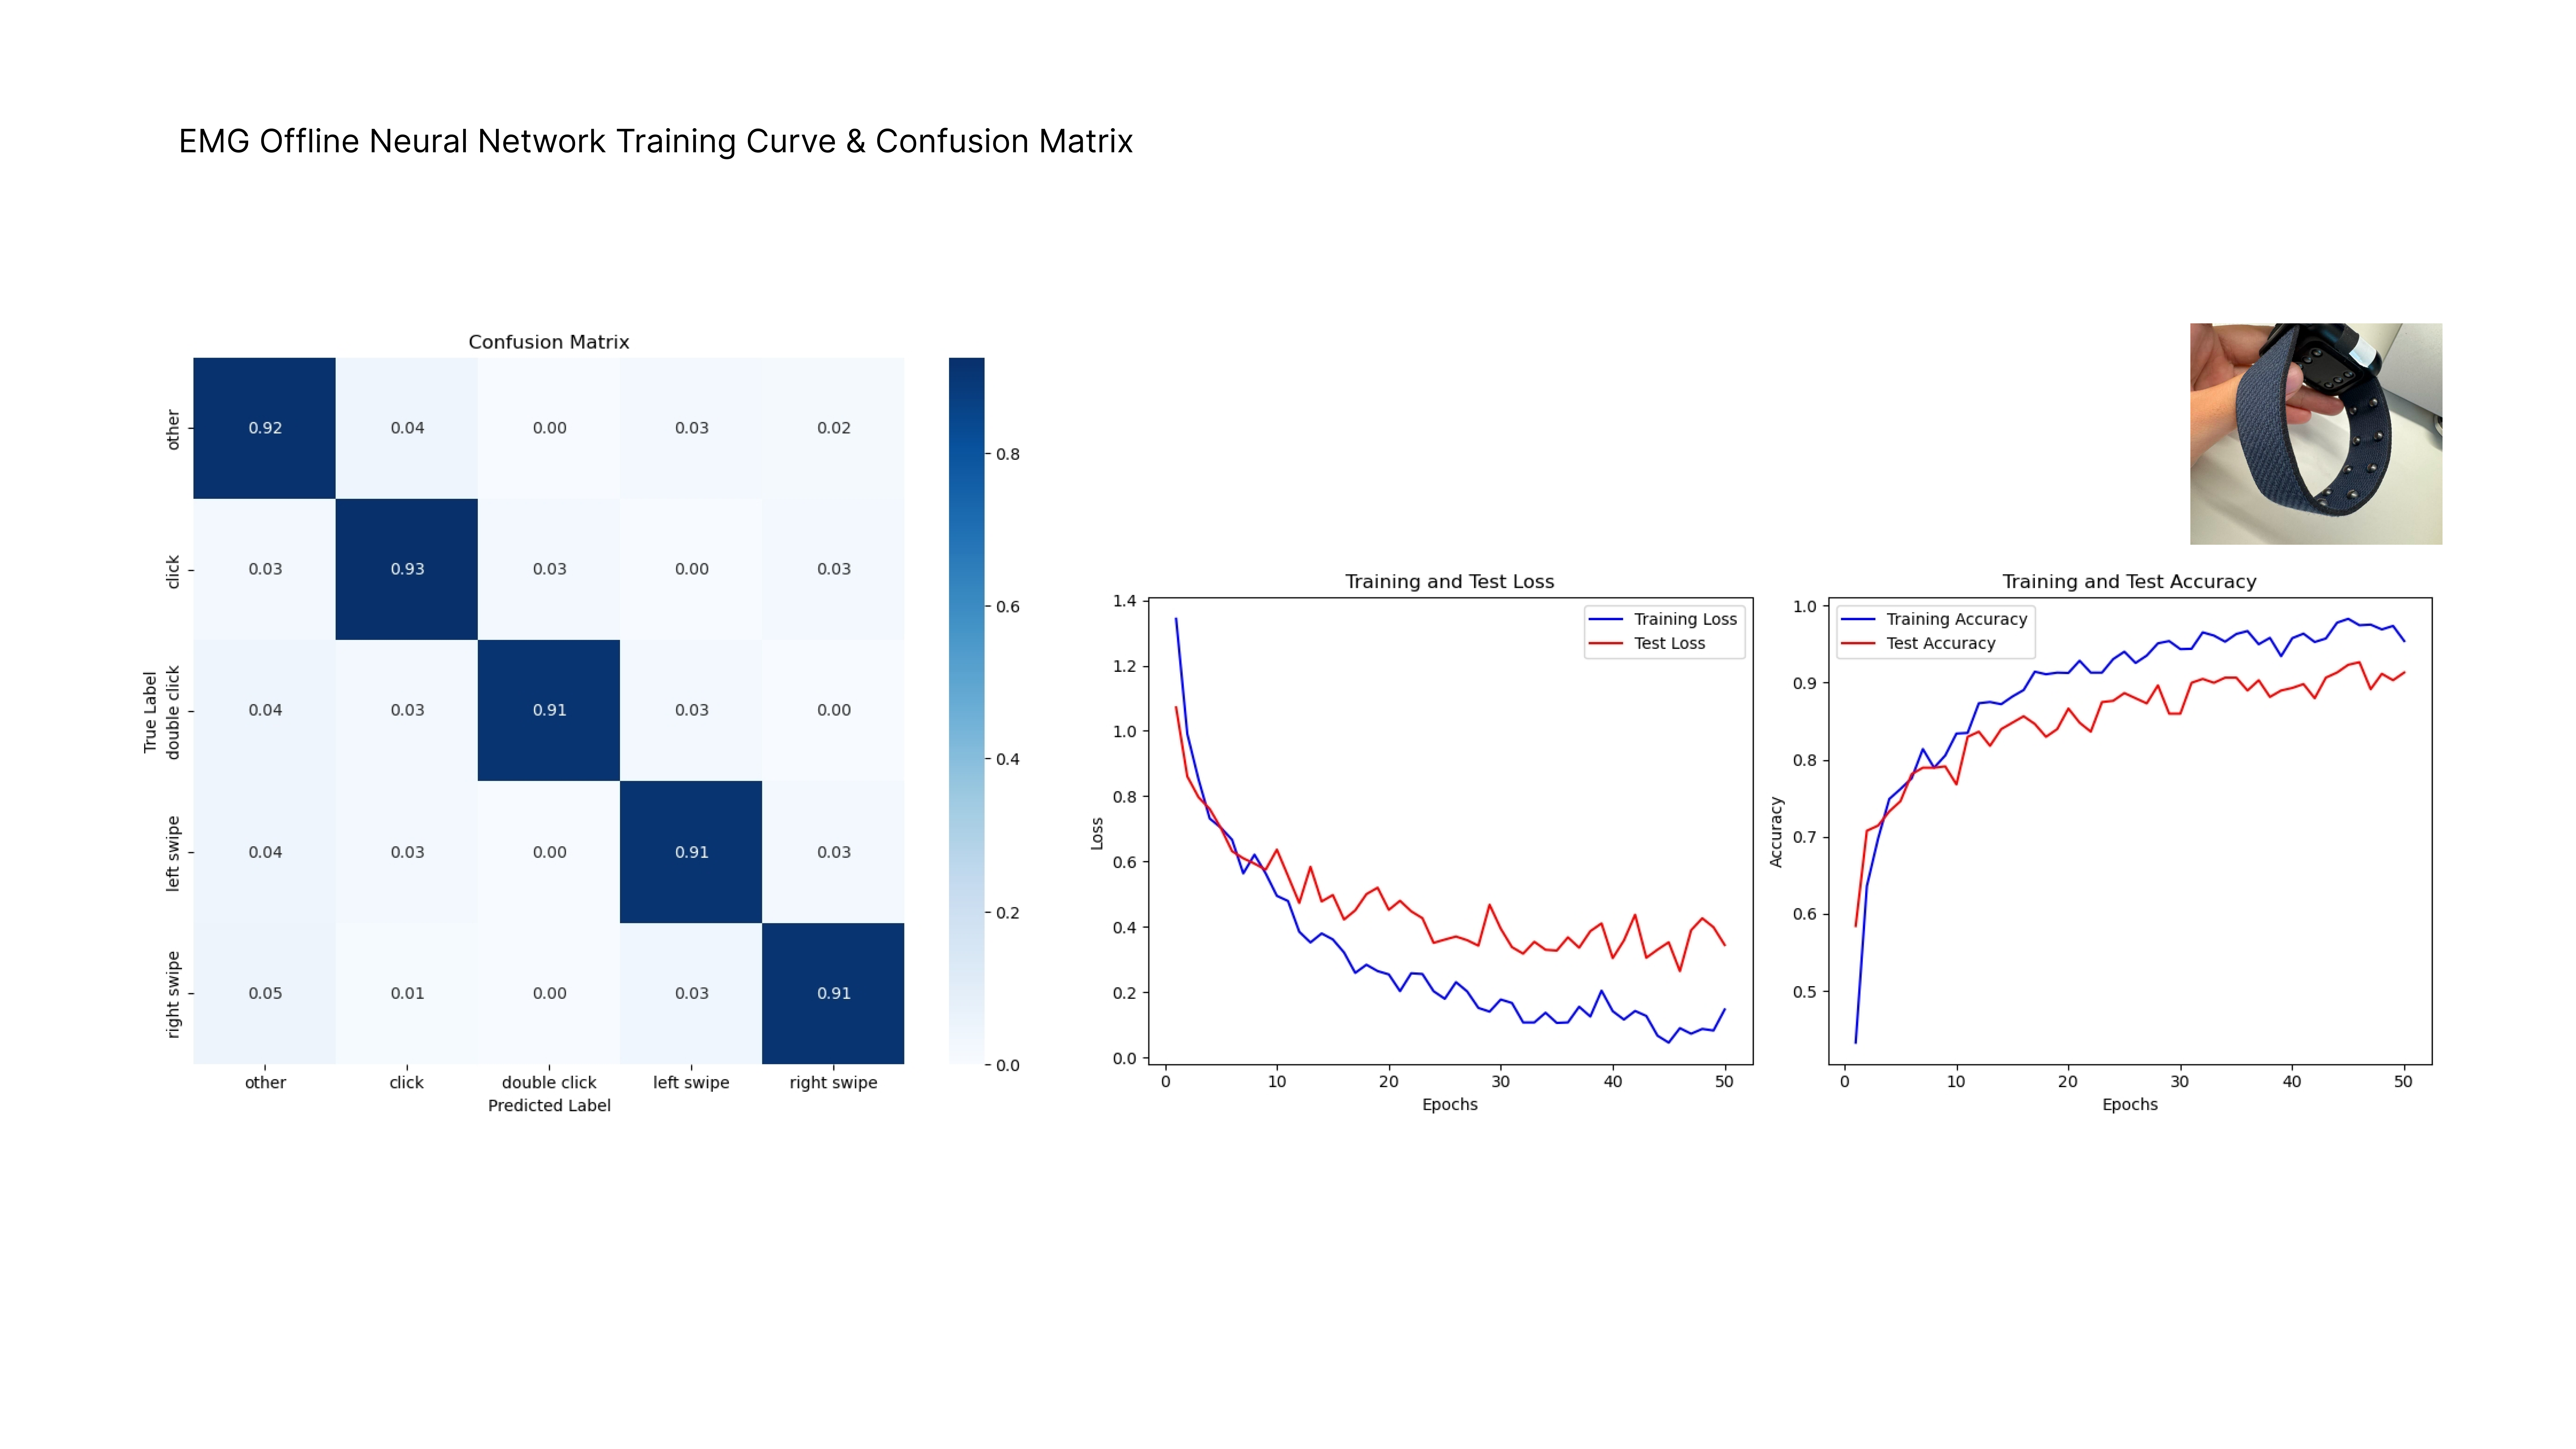 EMG Offline Neural Network Training Curve & Confusion Matrix
Confusion Matrix
True Label
other
0.92 0.04 0.00 0.03 0.02
click
0.03 0.93 0.03 0.00 0.03
double click
0.04 0.03 0.91 0.03 0.00
left swipe
0.04 0.03 0.00 0.91 0.03
right swipe
0.05 0.01 0.00 0.03 0.91
other click double click left swipe right swipe
Predicted Label
0.8
0.6
0.4
0.2
0.0
Training and Test Loss
Training Loss
Test Loss
Loss
1.4
1.2
1.0
0.8
0.6
0.4
0.2
0.0
0 10 20 30 40 50
Epochs
Training and Test Accuracy
Training Accuracy
Test Accuracy
Accuracy
1.0
0.9
0.8
0.7
0.6
0.5
0 10 20 30 40 50
Epochs